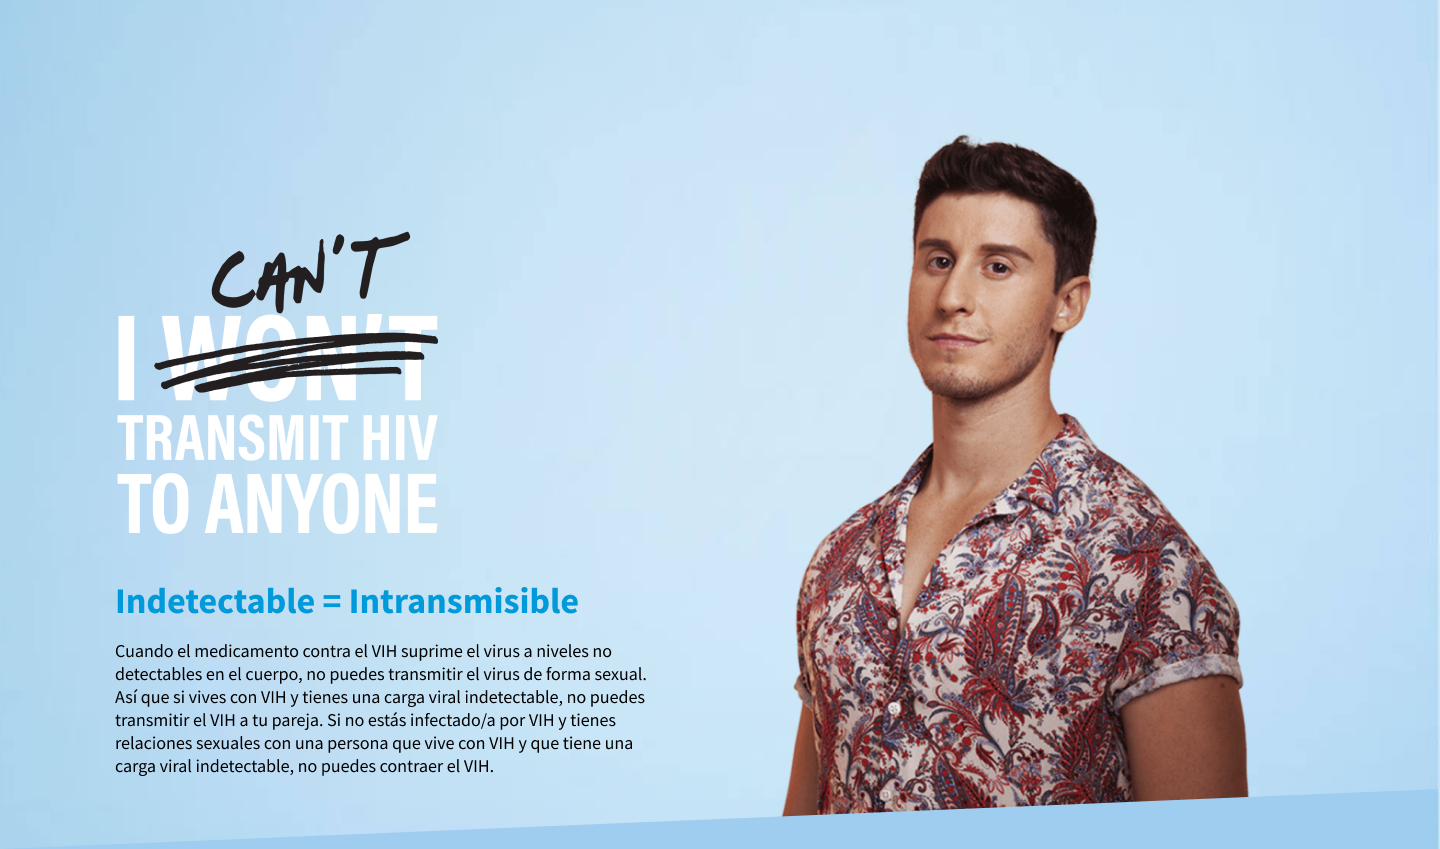 CAN'T
I WON'T
TRANSMIT HIV
TO ANYONE
Indetectable = Intransmisible
Cuando el medicamento contra el VIH suprime el virus a niveles no
detectables en el cuerpo, no puedes transmitir el virus de forma sexual.
Así que si vives con VIH y tienes una carga viral indetectable, no puedes
transmitir el VIH a tu pareja. Si no estás infectado/a por VIH y tienes
relaciones sexuales con una persona que vive con VIH y que tiene una
carga viral indetectable, no puedes contraer el VIH.